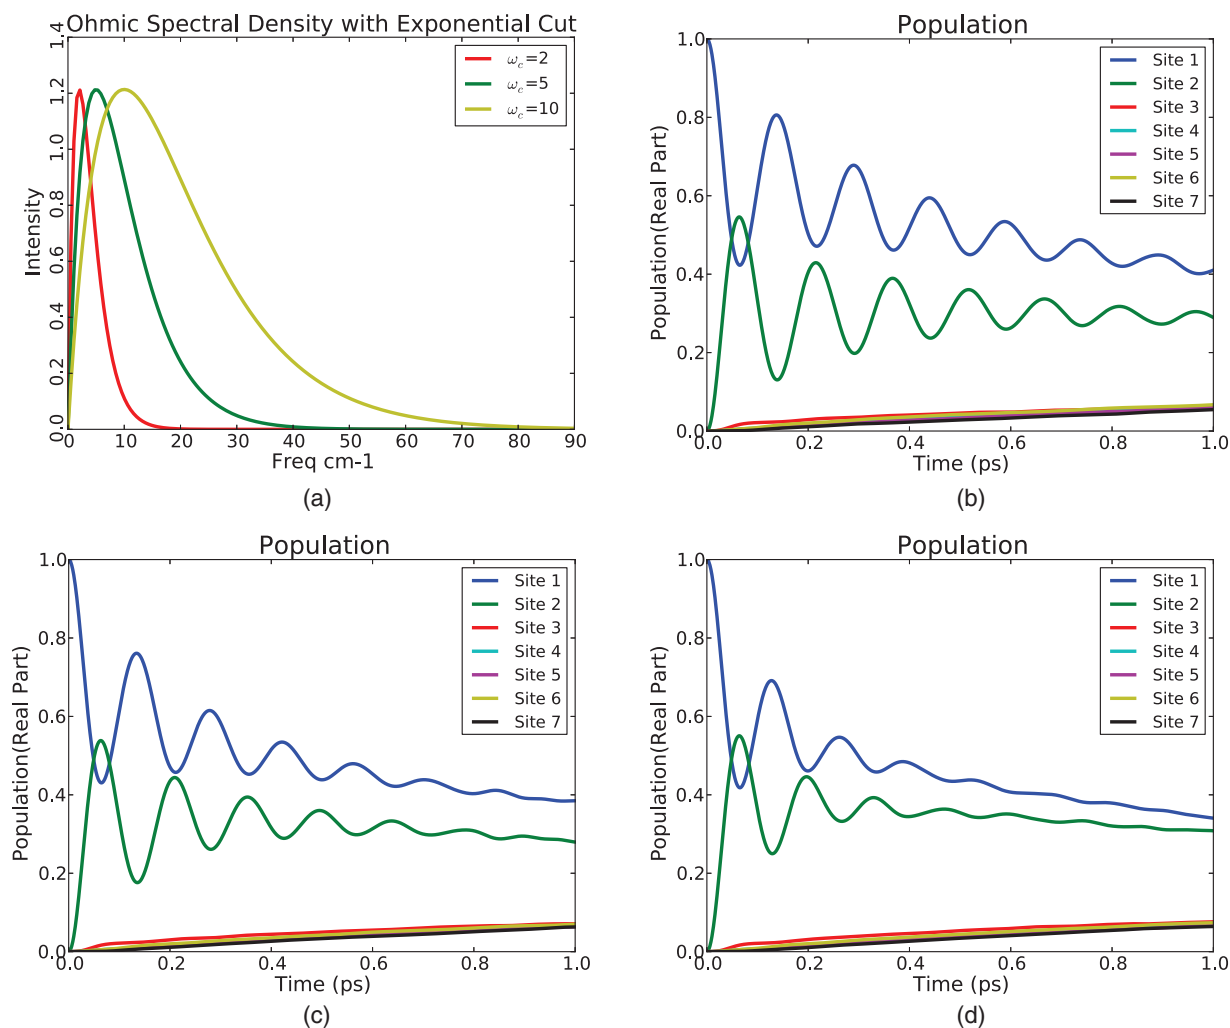 Ohmic Spectral Density with Exponential Cut
1.4
1.2
1.0
0.8
0.6
0.4
0.2
0.0
Intensity
ω_c=2
ω_c=5
ω_c=10
0 10 20 30 40 50 60 70 80 90
Freq cm-1
(a)
Population
1.0
0.8
0.6
0.4
0.2
0.0
Population(Real Part)
Site 1
Site 2
Site 3
Site 4
Site 5
Site 6
Site 7
0.0 0.2 0.4 0.6 0.8 1.0
Time (ps)
(b)
Population
1.0
0.8
0.6
0.4
0.2
0.0
Population(Real Part)
Site 1
Site 2
Site 3
Site 4
Site 5
Site 6
Site 7
0.0 0.2 0.4 0.6 0.8 1.0
Time (ps)
(c)
Population
1.0
0.8
0.6
0.4
0.2
0.0
Population(Real Part)
Site 1
Site 2
Site 3
Site 4
Site 5
Site 6
Site 7
0.0 0.2 0.4 0.6 0.8 1.0
Time (ps)
(d)